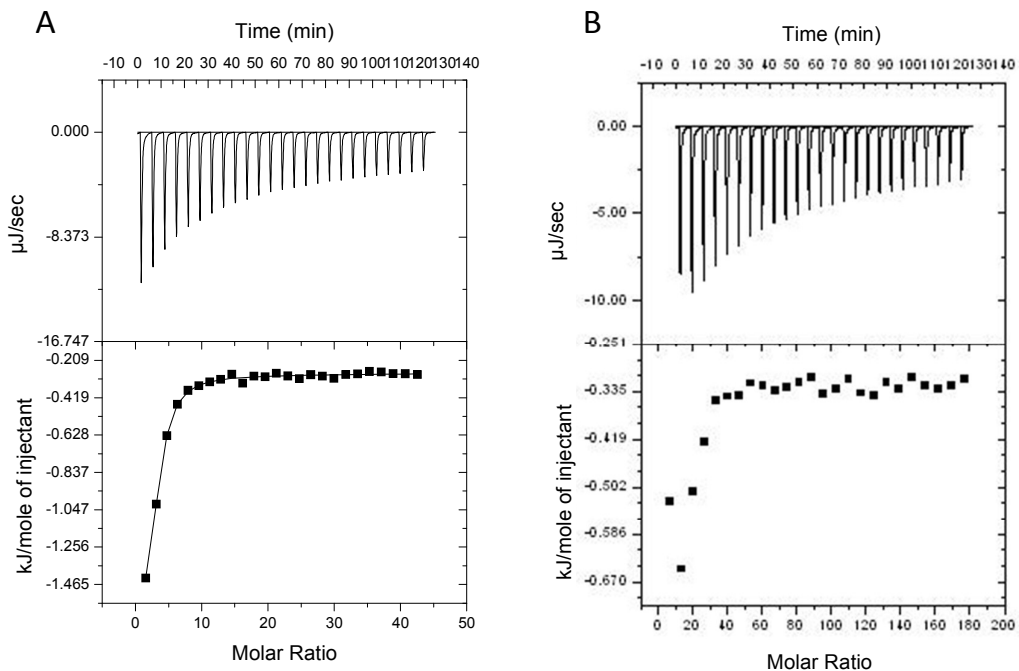 A
Time (min)
-10 0 10 20 30 40 50 60 70 80 90 100 110 120 130 140
0.000
-8.373
-16.747
µJ/sec
-0.209
-0.419
-0.628
-0.837
-1.047
-1.256
-1.465
kJ/mole of injectant
0 10 20 30 40 50
Molar Ratio
B
Time (min)
-10 0 10 20 30 40 50 60 70 80 90 100 110 120 130 140
0.00
-5.00
-10.00
µJ/sec
-0.251
-0.335
-0.419
-0.502
-0.586
-0.670
kJ/mole of injectant
0 20 40 60 80 100 120 140 160 180 200
Molar Ratio